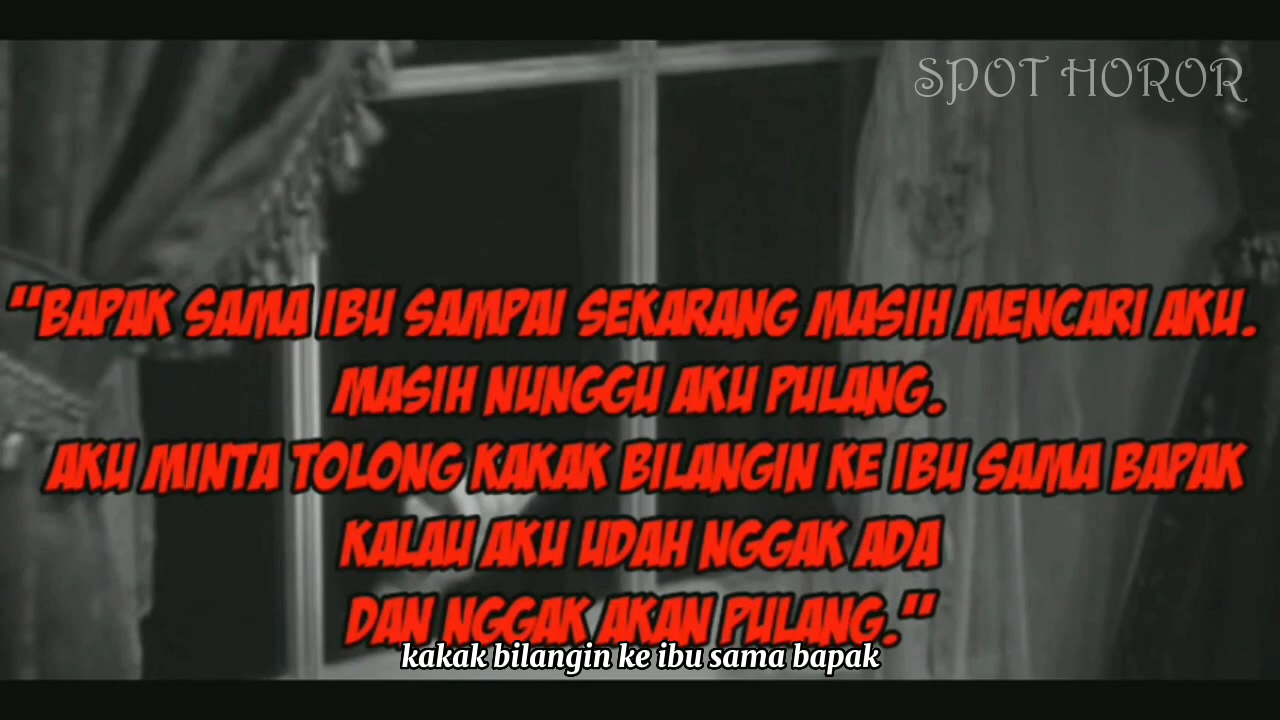 SPOT HOROR
"BAPAK SAMA IBU SAMPAI SEKARANG MASIH MENCARI AKU.
MASIH NUNGGU AKU PULANG.
AKU MINTA TOLONG KAKAK BILANGIN KE IBU SAMA BAPAK
KALAU AKU UDAH NGGAK ADA
DAN NGGAK AKAN PULANG."
kakak bilangin ke ibu sama bapak